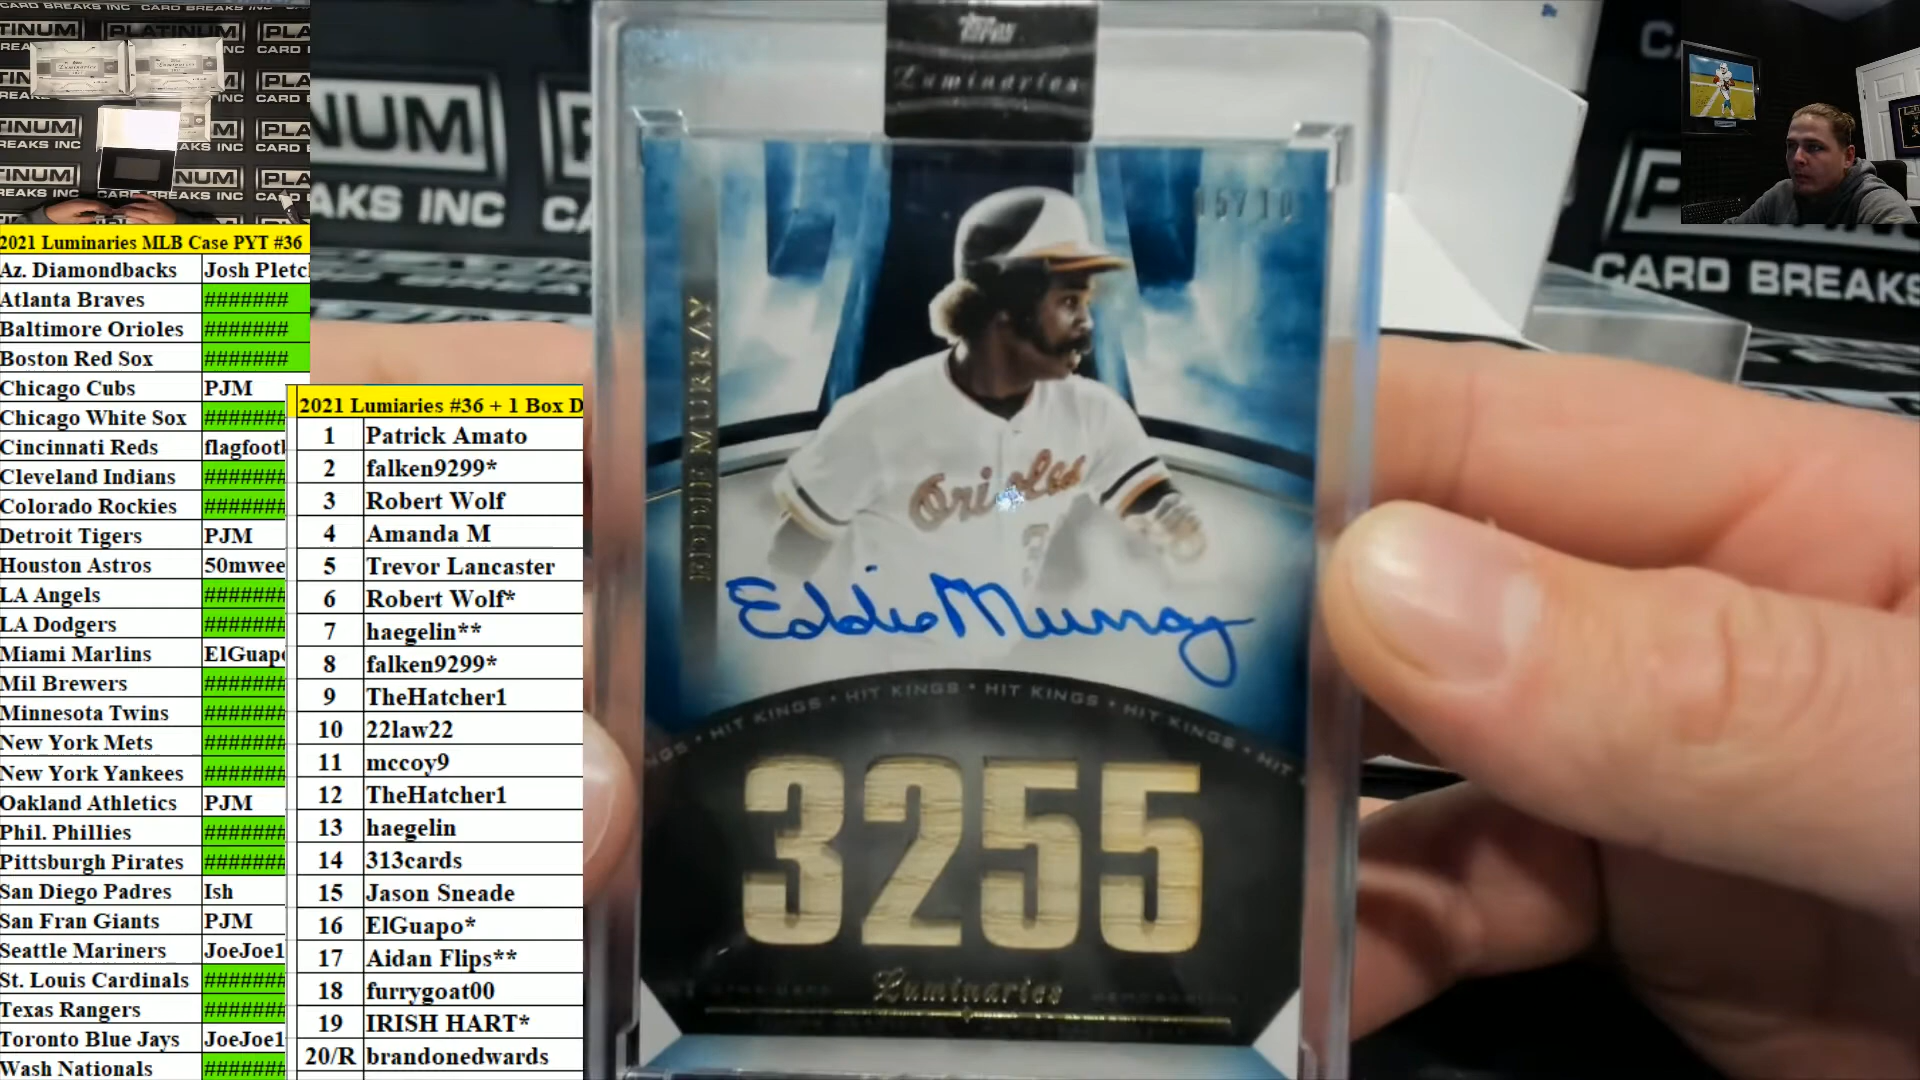 2021 Luminaries MLB Case PYT #36
Az. Diamondbacks Josh Pletc
Atlanta Braves #######
Baltimore Orioles #######
Boston Red Sox #######
Chicago Cubs PJM
Chicago White Sox #######
Cincinnati Reds flagfootb
Cleveland Indians #######
Colorado Rockies #######
Detroit Tigers PJM
Houston Astros 50mwee
LA Angels #######
LA Dodgers #######
Miami Marlins ElGuapo
Mil Brewers #######
Minnesota Twins #######
New York Mets #######
New York Yankees #######
Oakland Athletics PJM
Phil. Phillies #######
Pittsburgh Pirates #######
San Diego Padres Ish
San Fran Giants PJM
Seattle Mariners JoeJoe1
St. Louis Cardinals #######
Texas Rangers #######
Toronto Blue Jays JoeJoe1
Wash Nationals #######
2021 Lumiaries #36 + 1 Box D
1 Patrick Amato
2 falken9299*
3 Robert Wolf
4 Amanda M
5 Trevor Lancaster
6 Robert Wolf*
7 haegelin**
8 falken9299*
9 TheHatcher1
10 22law22
11 mccoy9
12 TheHatcher1
13 haegelin
14 313cards
15 Jason Sneade
16 ElGuapo*
17 Aidan Flips**
18 furrygoat00
19 IRISH HART*
20/R brandonedwards
PLATINUM
CARD BREAKS INC
topps
Luminaries
EDDIE MURRAY
Orioles
Eddie Murray
HIT KINGS • HIT KINGS • HIT KINGS • HIT KINGS
3255
Luminaries
NUM
AKS INC
CARD BREAKS